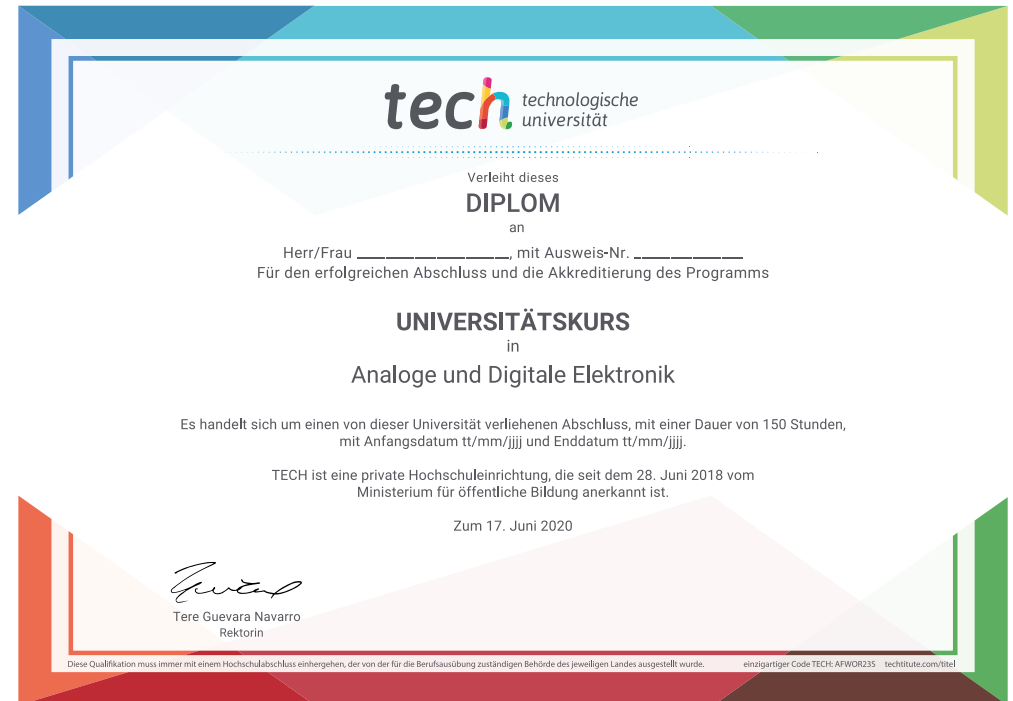 tech technologische
universität
Verleiht dieses
DIPLOM
an
Herr/Frau ____________________, mit Ausweis-Nr. ______________
Für den erfolgreichen Abschluss und die Akkreditierung des Programms
UNIVERSITÄTSKURS
in
Analoge und Digitale Elektronik
Es handelt sich um einen von dieser Universität verliehenen Abschluss, mit einer Dauer von 150 Stunden,
mit Anfangsdatum tt/mm/jjjj und Enddatum tt/mm/jjjj.
TECH ist eine private Hochschuleinrichtung, die seit dem 28. Juni 2018 vom
Ministerium für öffentliche Bildung anerkannt ist.
Zum 17. Juni 2020
Tere Guevara Navarro
Rektorin
Diese Qualifikation muss immer mit einem Hochschulabschluss einhergehen, der von der für die Berufsausübung zuständigen Behörde des jeweiligen Landes ausgestellt wurde. einzigartiger Code TECH: AFWOR235 techtitute.com/titel